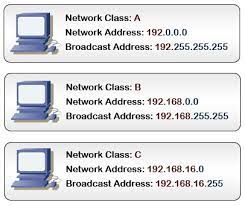 Network Class: A
Network Address: 192.0.0.0
Broadcast Address: 192.255.255.255
Network Class: B
Network Address: 192.168.0.0
Broadcast Address: 192.168.255.255
Network Class: C
Network Address: 192.168.16.0
Broadcast Address: 192.168.16.255